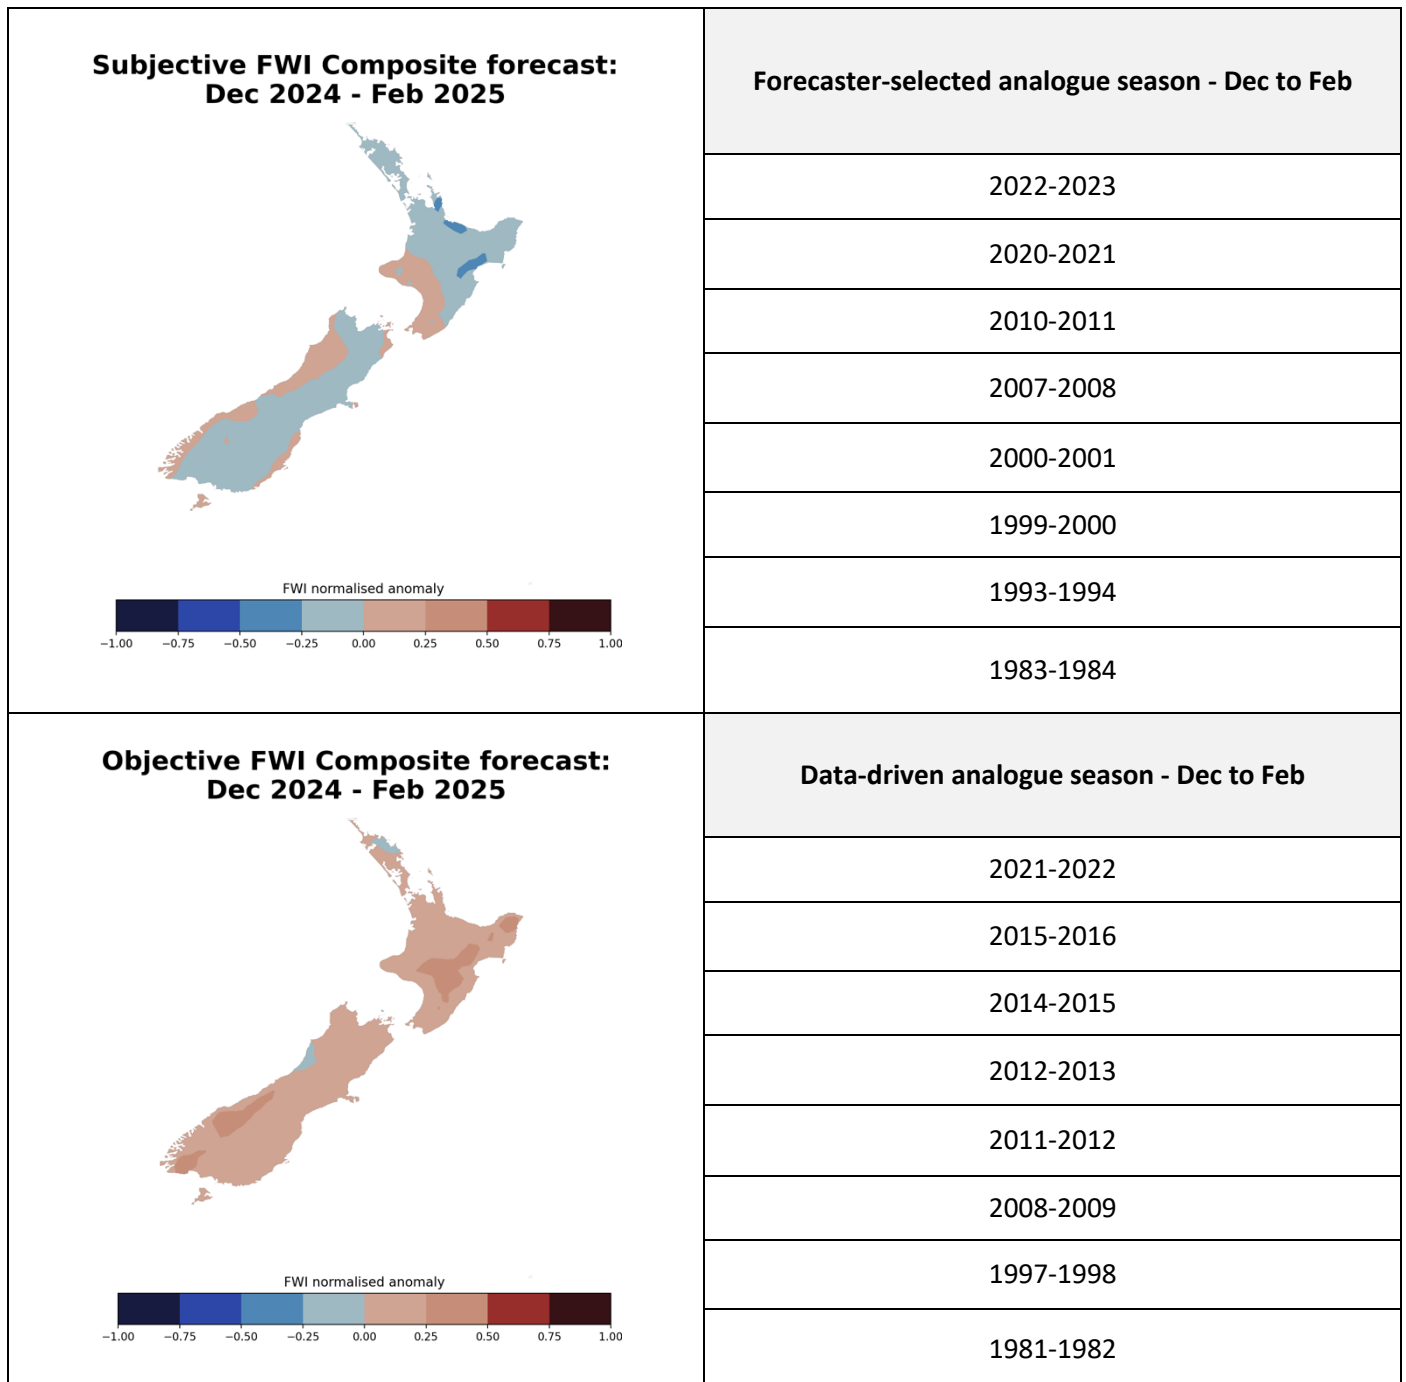 Subjective FWI Composite forecast:
Dec 2024 - Feb 2025
FWI normalised anomaly
−1.00 −0.75 −0.50 −0.25 0.00 0.25 0.50 0.75 1.00
Forecaster-selected analogue season - Dec to Feb
2022-2023
2020-2021
2010-2011
2007-2008
2000-2001
1999-2000
1993-1994
1983-1984
Objective FWI Composite forecast:
Dec 2024 - Feb 2025
FWI normalised anomaly
−1.00 −0.75 −0.50 −0.25 0.00 0.25 0.50 0.75 1.00
Data-driven analogue season - Dec to Feb
2021-2022
2015-2016
2014-2015
2012-2013
2011-2012
2008-2009
1997-1998
1981-1982